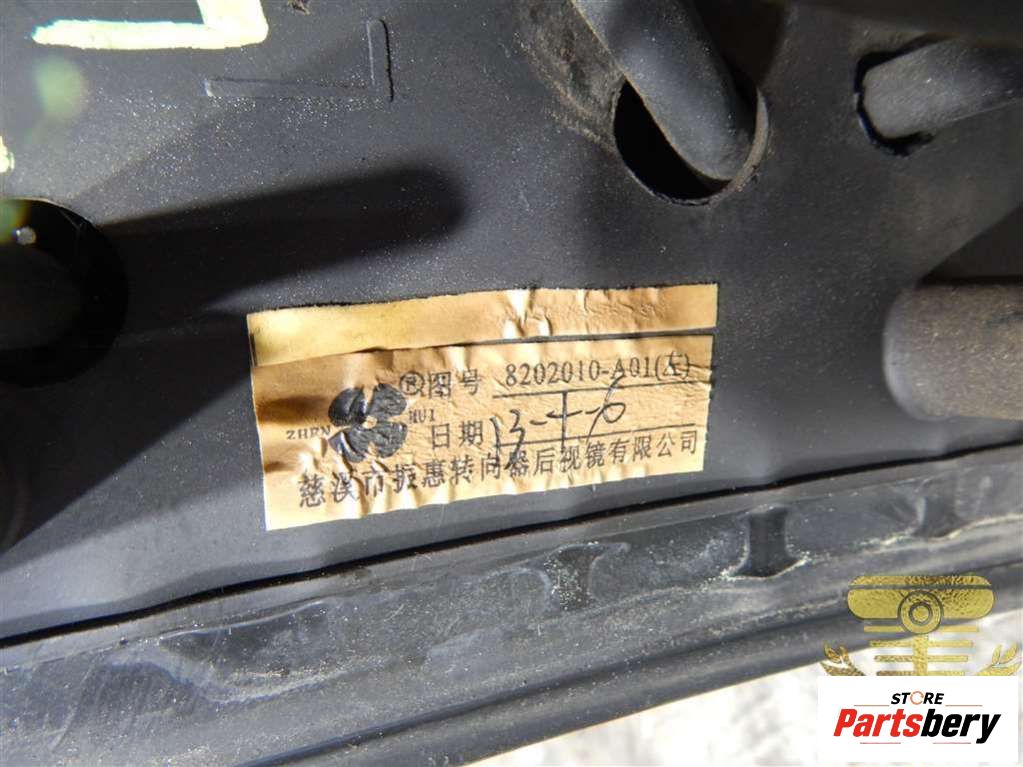 L
®图号 8202010-A01(左)
ZHEN HUI
日期 13-4-6
慈溪市振惠转向器后视镜有限公司
STORE
Partsbery